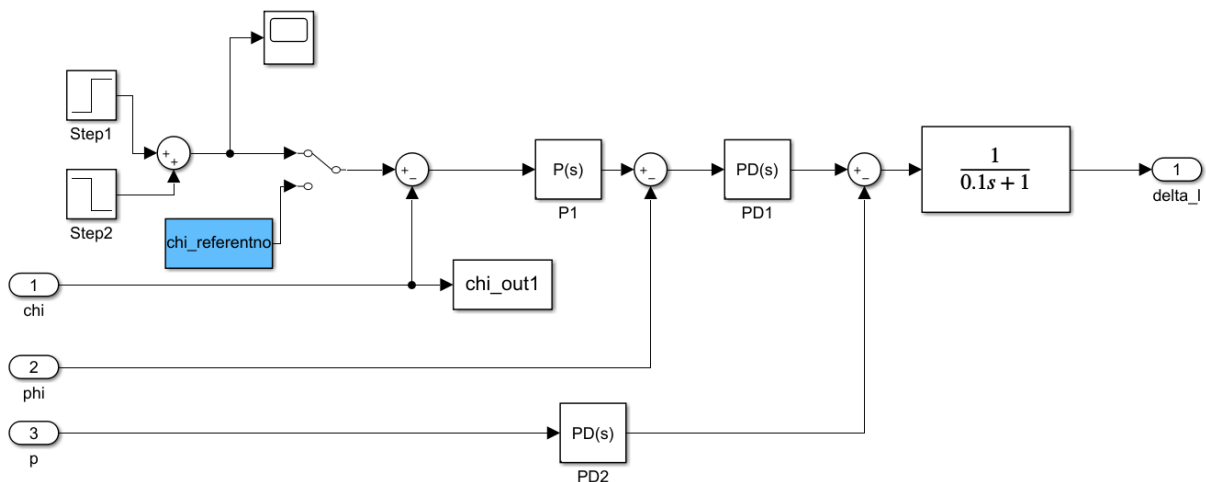 Step1
+
+
Step2
chi_referentno
+
-
P(s)
P1
+
-
PD(s)
PD1
+
-
1
0.1s + 1
1
delta_l
1
chi
chi_out1
2
phi
3
p
PD(s)
PD2